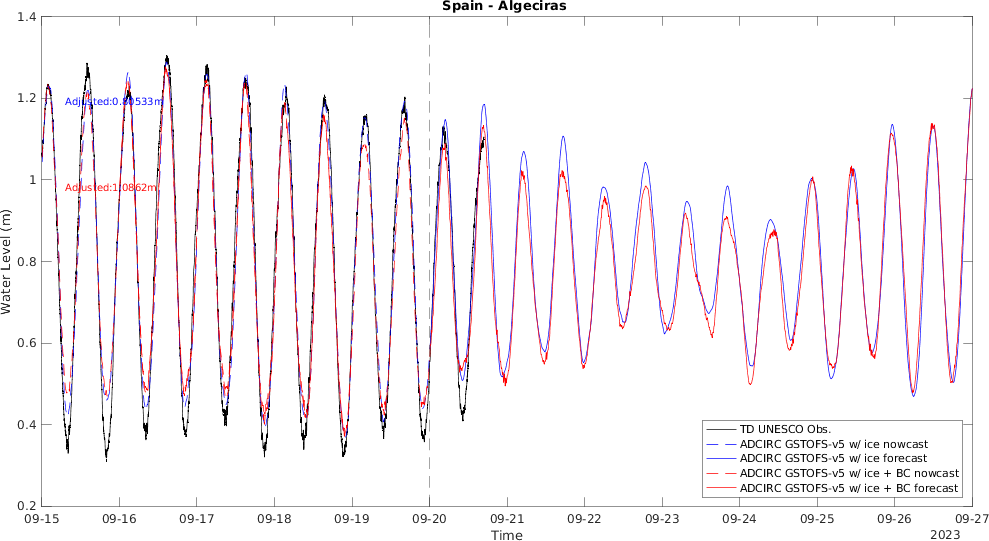 Spain - Algeciras
1.4
1.2
1
0.8
0.6
0.4
0.2
Water Level (m)
Adjusted:0.80533m
Adjusted:1.0862m
TD UNESCO Obs.
ADCIRC GSTOFS-v5 w/ ice nowcast
ADCIRC GSTOFS-v5 w/ ice forecast
ADCIRC GSTOFS-v5 w/ ice + BC nowcast
ADCIRC GSTOFS-v5 w/ ice + BC forecast
09-15 09-16 09-17 09-18 09-19 09-20 09-21 09-22 09-23 09-24 09-25 09-26 09-27
Time
2023